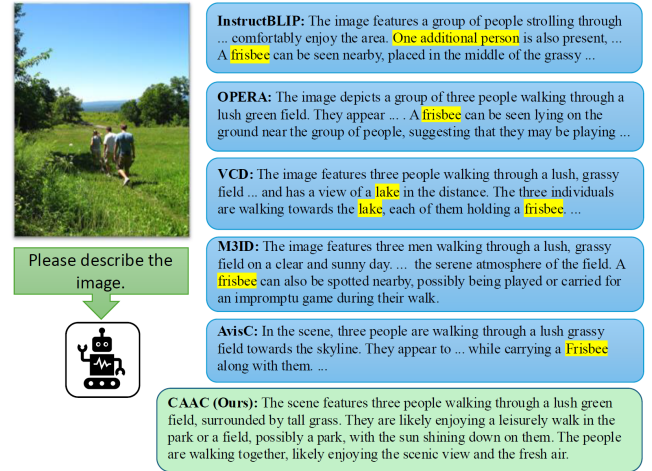 InstructBLIP: The image features a group of people strolling through
... comfortably enjoy the area. One additional person is also present, ...
A frisbee can be seen nearby, placed in the middle of the grassy ...
OPERA: The image depicts a group of three people walking through a
lush green field. They appear ... . A frisbee can be seen lying on the
ground near the group of people, suggesting that they may be playing ...
VCD: The image features three people walking through a lush, grassy
field ... and has a view of a lake in the distance. The three individuals
are walking towards the lake, each of them holding a frisbee. ...
Please describe the
image.
M3ID: The image features three men walking through a lush, grassy
field on a clear and sunny day. ... the serene atmosphere of the field. A
frisbee can also be spotted nearby, possibly being played or carried for
an impromptu game during their walk.
AvisC: In the scene, three people are walking through a lush grassy
field towards the skyline. They appear to ... while carrying a Frisbee
along with them. ...
CAAC (Ours): The scene features three people walking through a lush green
field, surrounded by tall grass. They are likely enjoying a leisurely walk in the
park or a field, possibly a park, with the sun shining down on them. The people
are walking together, likely enjoying the scenic view and the fresh air.